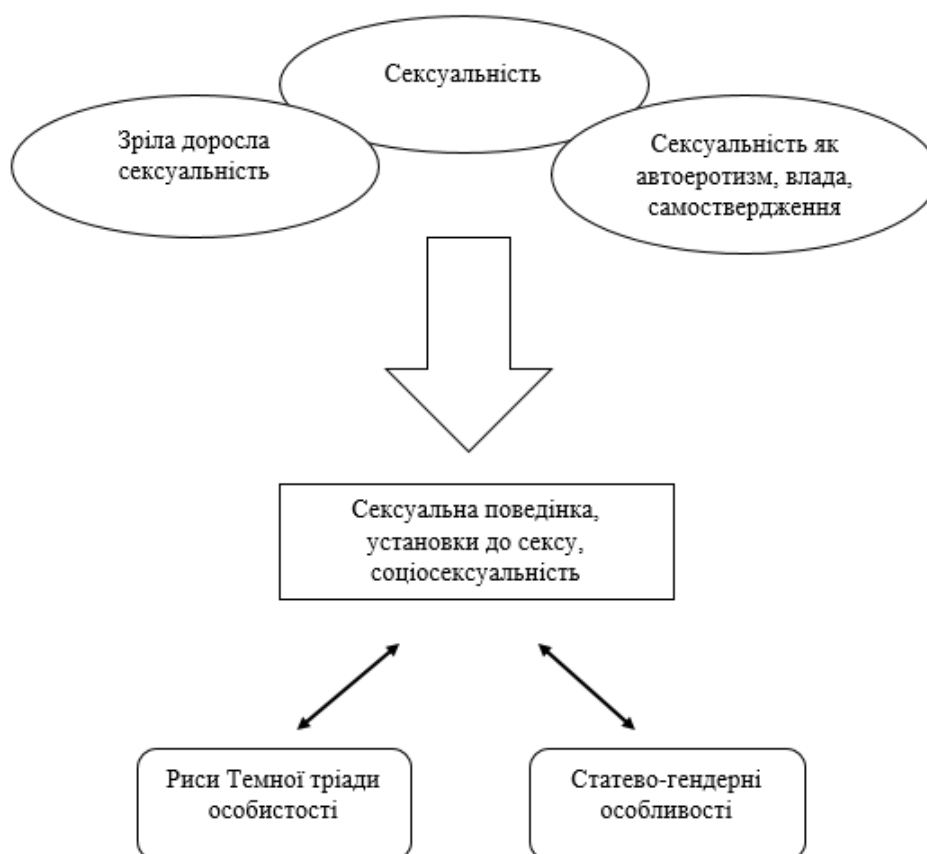 Сексуальність
Зріла доросла
сексуальність
Сексуальність як
автоеротизм, влада,
самоствердження
Сексуальна поведінка,
установки до сексу,
соціосексуальність
Риси Темної тріади
особистості
Статево-гендерні
особливості